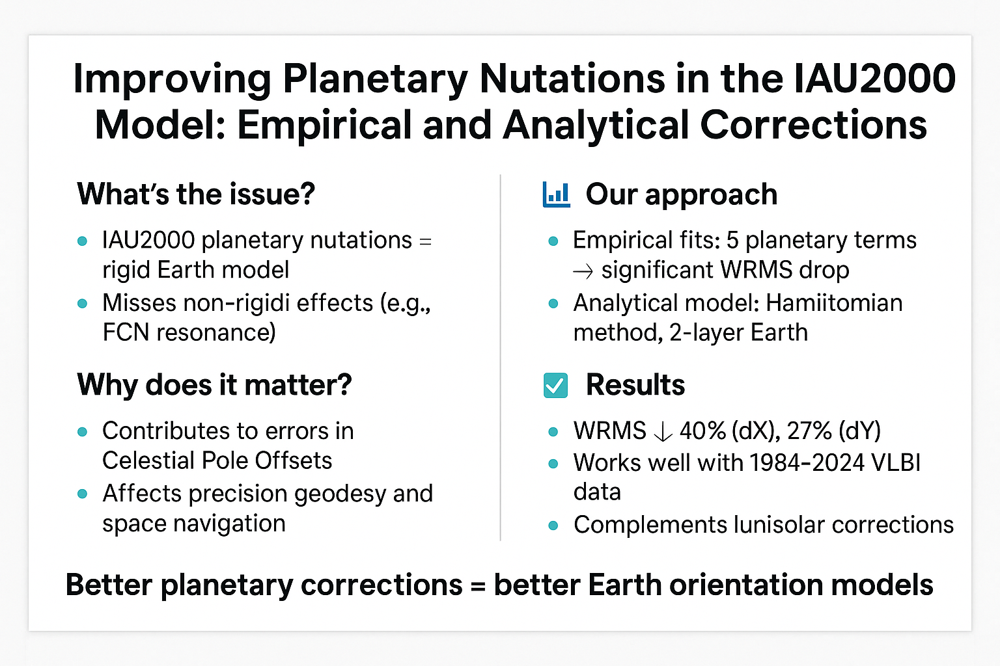 Improving Planetary Nutations in the IAU2000
Model: Empirical and Analytical Corrections
What's the issue?
• IAU2000 planetary nutations =
rigid Earth model
• Misses non-rigidi effects (e.g.,
FCN resonance)
Why does it matter?
• Contributes to errors in
Celestial Pole Offsets
• Affects precision geodesy and
space navigation
Our approach
• Empirical fits: 5 planetary terms
→ significant WRMS drop
• Analytical model: Hamiitomian
method, 2-layer Earth
Results
• WRMS ↓ 40% (dX), 27% (dY)
• Works well with 1984-2024 VLBI
data
• Complements lunisolar corrections
Better planetary corrections = better Earth orientation models